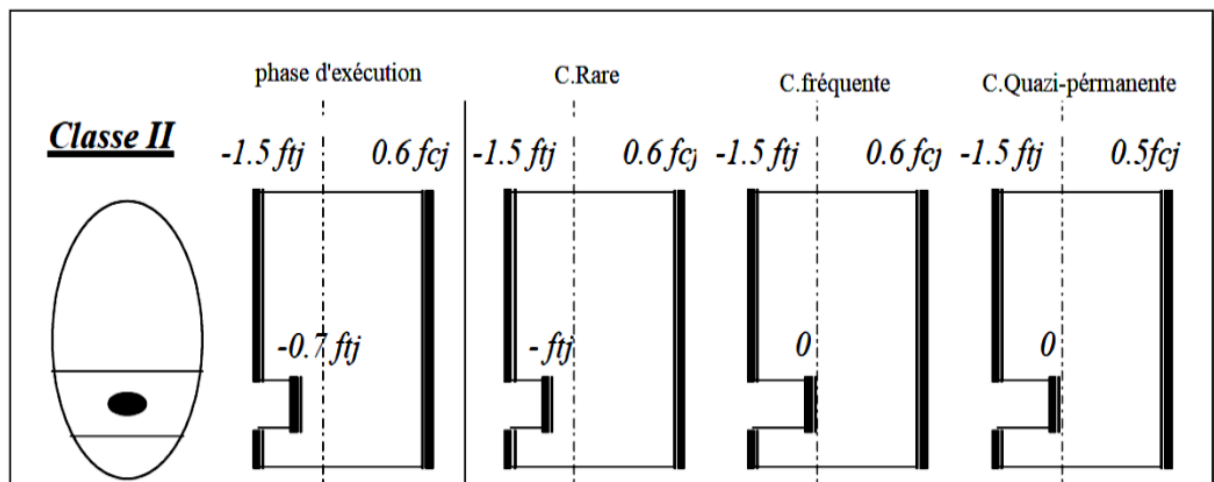 phase d'exécution
C.Rare
C.fréquente
C.Quazi-pérmanente
Classe II
-1.5 ftj
0.6 fcj
-1.5 ftj
0.6 fcj
-1.5 ftj
0.6 fcj
-1.5 ftj
0.5fcj
-0.7 ftj
- ftj
0
0